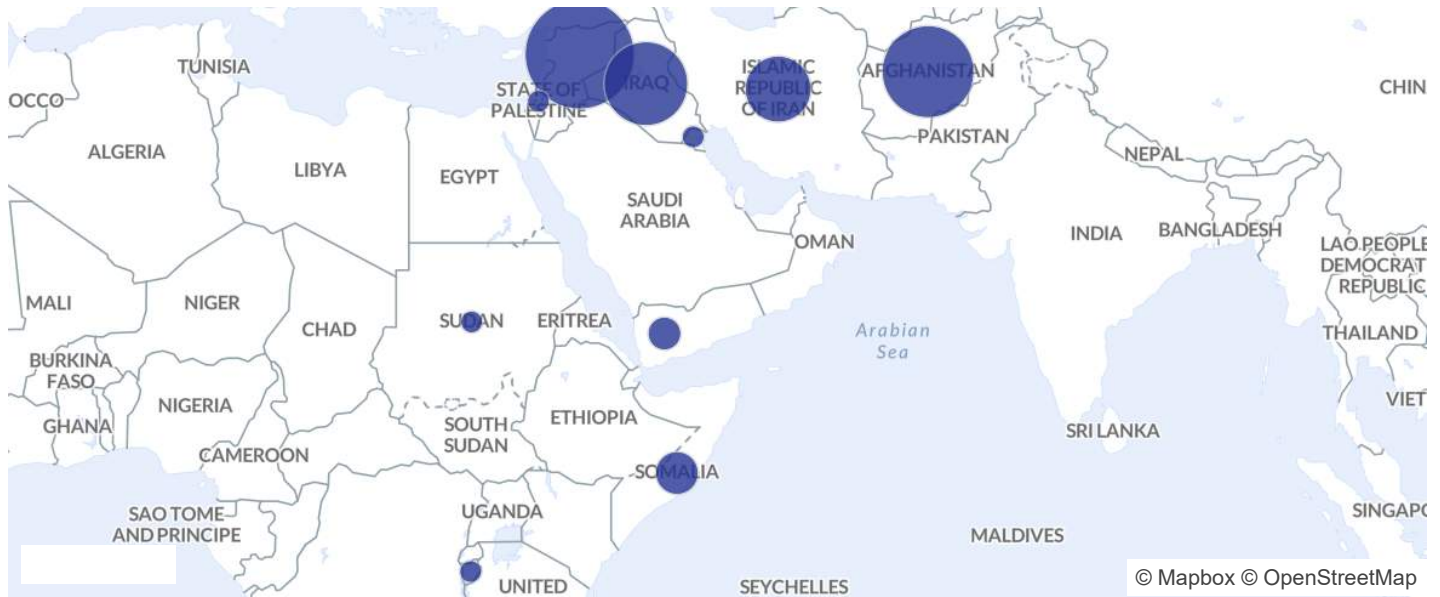 TUNISIA
OCCO
ALGERIA
LIBYA
EGYPT
STATE OF
PALESTINE
IRAQ
ISLAMIC
REPUBLIC
OF IRAN
AFGHANISTAN
PAKISTAN
CHIN
NEPAL
SAUDI
ARABIA
OMAN
INDIA
BANGLADESH
LAO PEOPLE
DEMOCRAT
REPUBLIC
THAILAND
VIET
MALI
NIGER
CHAD
SUDAN
ERITREA
Arabian
Sea
BURKINA
FASO
NIGERIA
GHANA
CAMEROON
SOUTH
SUDAN
ETHIOPIA
SRI LANKA
SOMALIA
SAO TOME
AND PRINCIPE
UGANDA
MALDIVES
SINGAPO
UNITED
SEYCHELLES
© Mapbox © OpenStreetMap